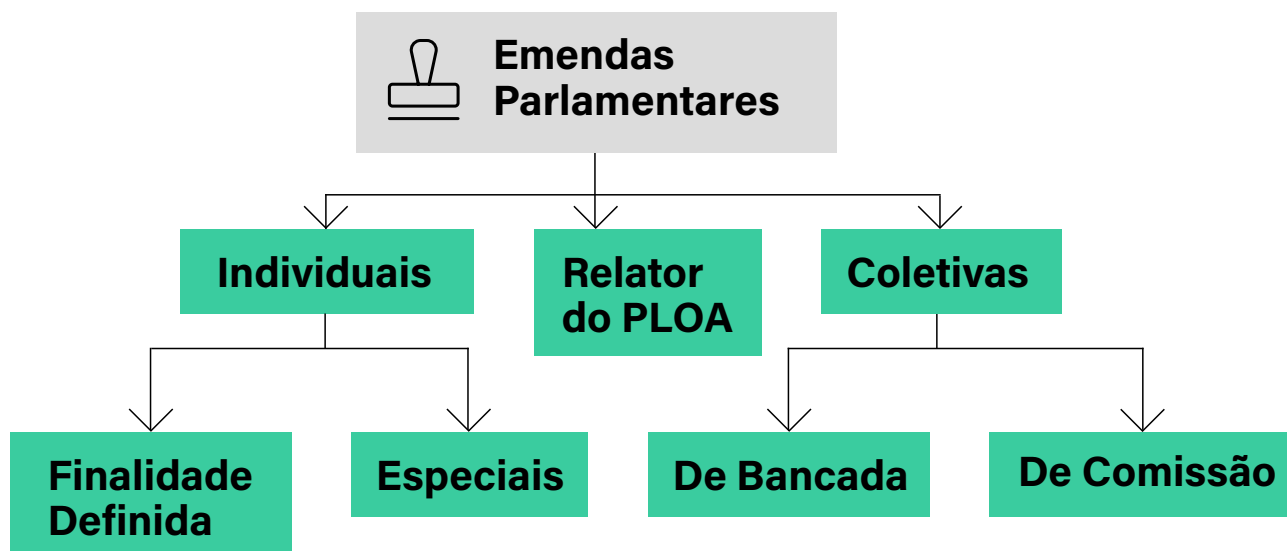 Emendas
Parlamentares
Individuais
Relator
do PLOA
Coletivas
Finalidade
Definida
Especiais
De Bancada
De Comissão